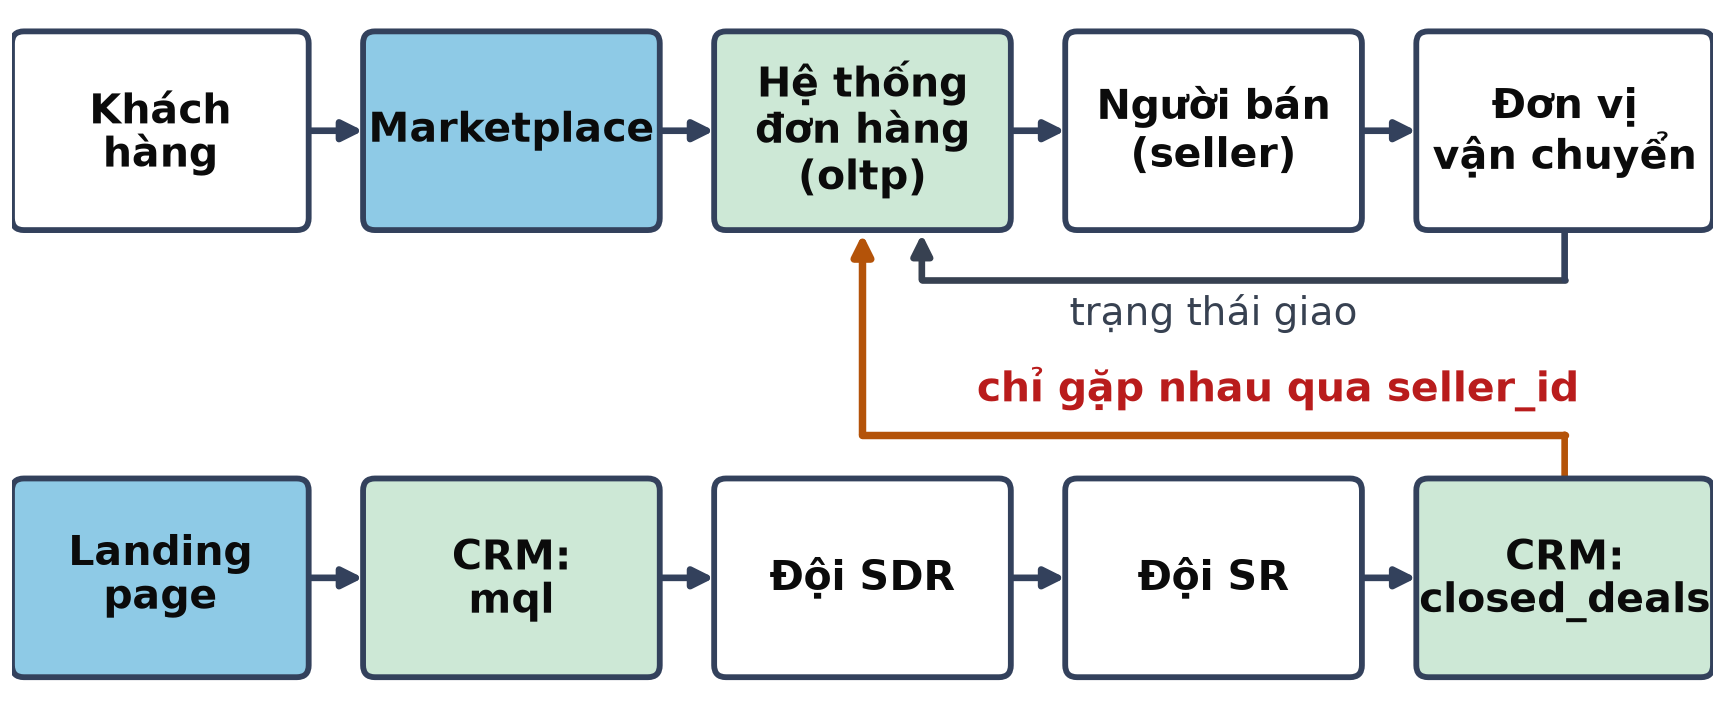 Khách
hàng
Marketplace
Hệ thống
đơn hàng
(oltp)
Người bán
(seller)
Đơn vị
vận chuyển
trạng thái giao
chỉ gặp nhau qua seller_id
Landing
page
CRM:
mql
Đội SDR
Đội SR
CRM:
closed_deals